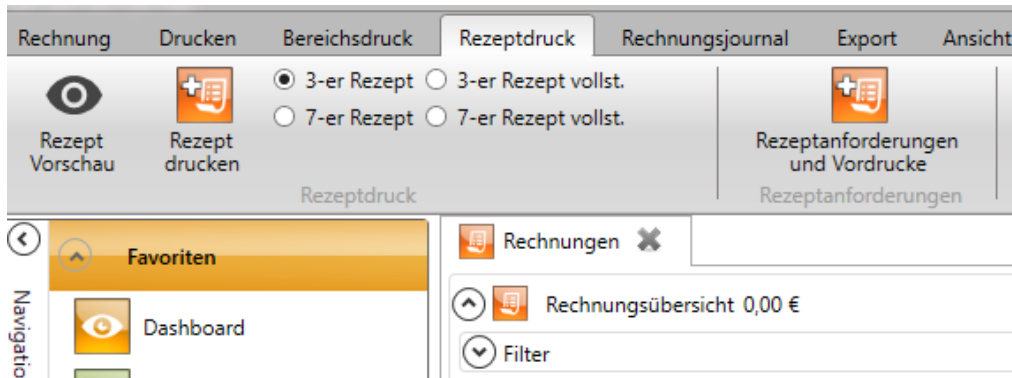 Rechnung Drucken Bereichsdruck Rezeptdruck Rechnungsjournal Export Ansicht
3-er Rezept 3-er Rezept vollst.
7-er Rezept 7-er Rezept vollst.
Rezept Vorschau
Rezept drucken
Rezeptanforderungen
und Vordrucke
Rezeptdruck Rezeptanforderungen
Favoriten
Rechnungen
Dashboard
Rechnungsübersicht 0,00 €
Filter